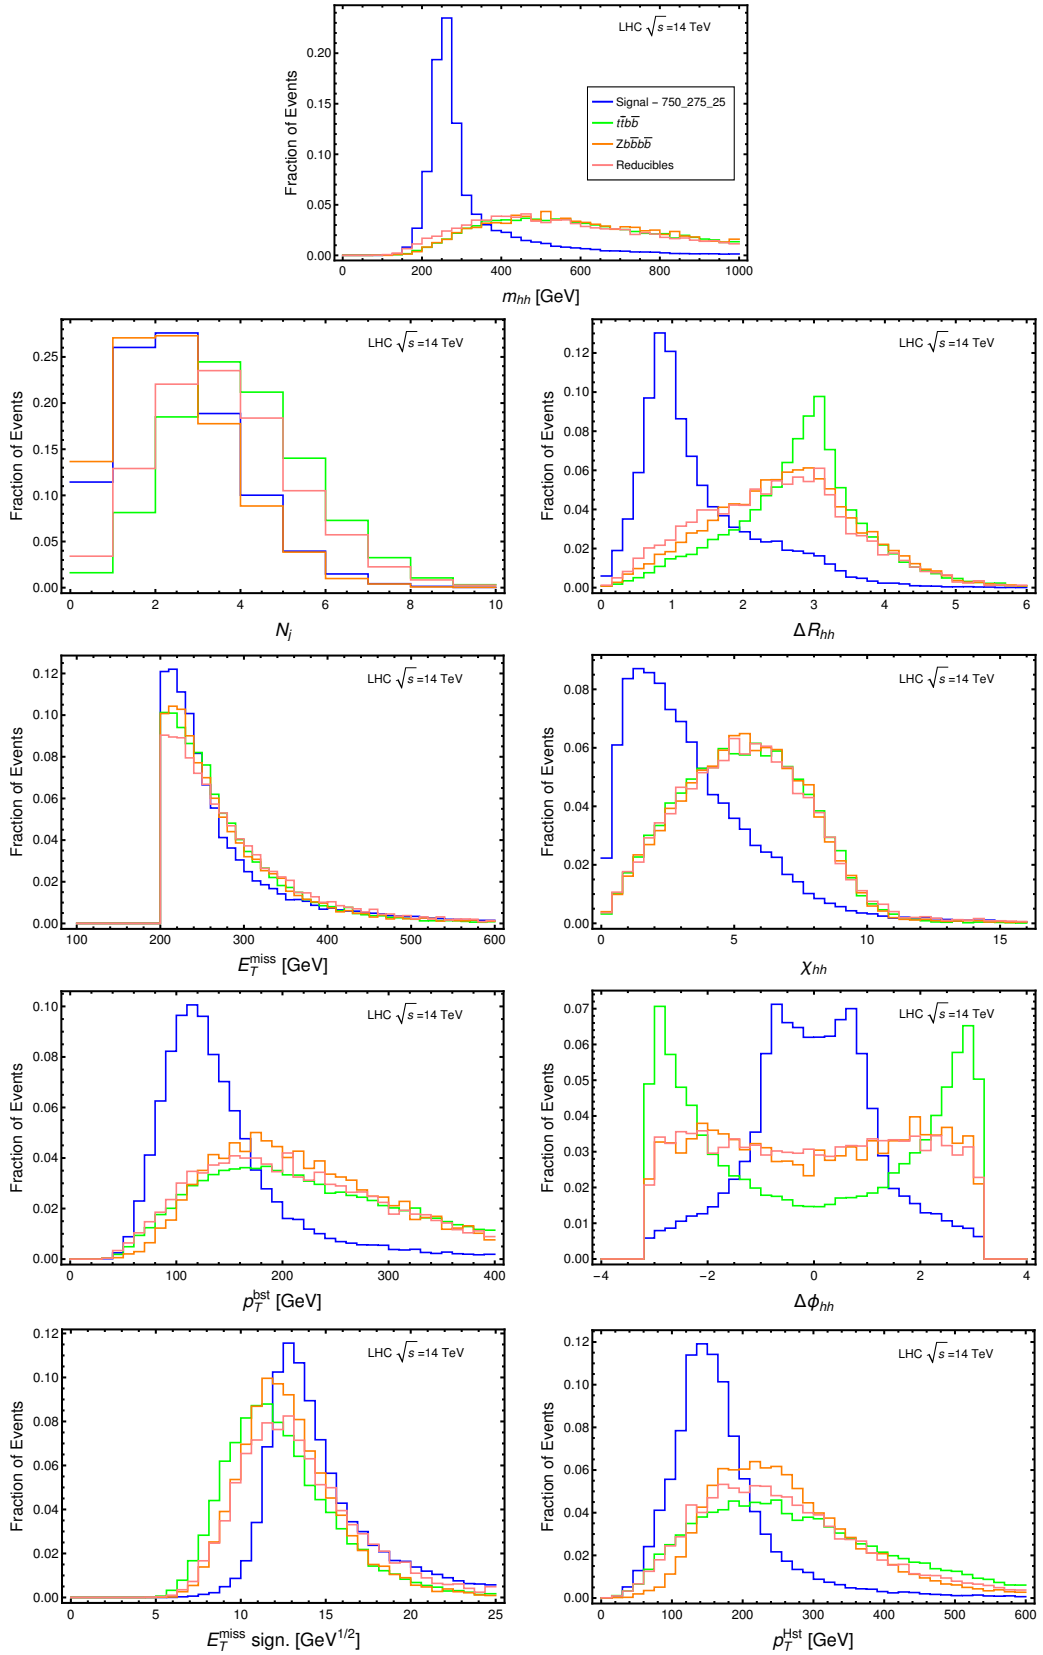 LHC √s=14 TeV
Signal - 750_275_25
tt̅bb̅
Zbb̅bb̅
Reducibles
Fraction of Events
0.20
0.15
0.10
0.05
0.00
0 200 400 600 800 1000
m_hh [GeV]
LHC √s=14 TeV
Fraction of Events
0.25
0.20
0.15
0.10
0.05
0.00
0 2 4 6 8 10
N_j
LHC √s=14 TeV
Fraction of Events
0.12
0.10
0.08
0.06
0.04
0.02
0.00
0 1 2 3 4 5 6
ΔR_hh
LHC √s=14 TeV
Fraction of Events
0.12
0.10
0.08
0.06
0.04
0.02
0.00
100 200 300 400 500 600
E_T^miss [GeV]
LHC √s=14 TeV
Fraction of Events
0.08
0.06
0.04
0.02
0.00
0 5 10 15
χ_hh
LHC √s=14 TeV
Fraction of Events
0.10
0.08
0.06
0.04
0.02
0.00
0 100 200 300 400
p_T^bst [GeV]
LHC √s=14 TeV
Fraction of Events
0.07
0.06
0.05
0.04
0.03
0.02
0.01
0.00
-4 -2 0 2 4
Δϕ_hh
LHC √s=14 TeV
Fraction of Events
0.12
0.10
0.08
0.06
0.04
0.02
0.00
0 5 10 15 20 25
E_T^miss sign. [GeV^1/2]
LHC √s=14 TeV
Fraction of Events
0.12
0.10
0.08
0.06
0.04
0.02
0.00
0 100 200 300 400 500 600
p_T^Hst [GeV]